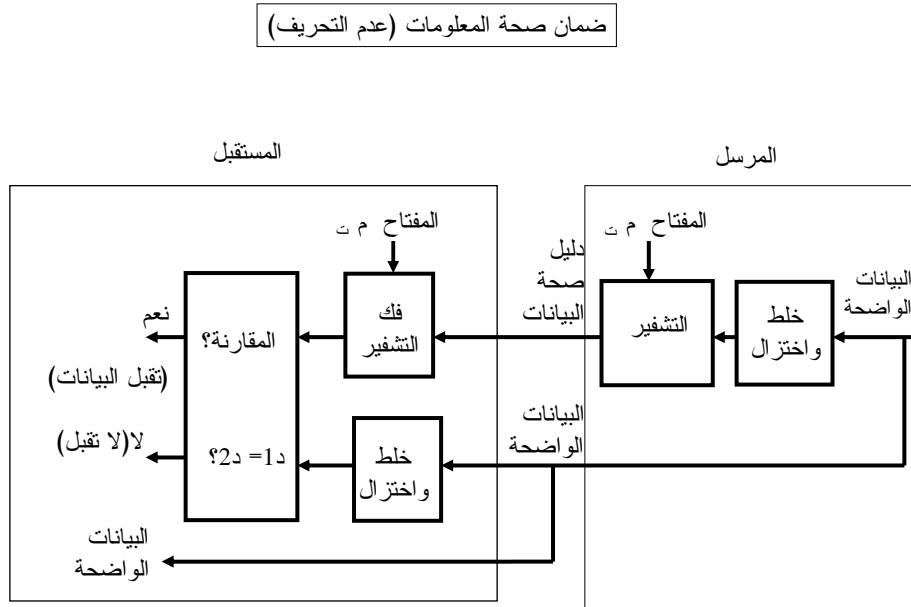 ضمان صحة المعلومات (عدم التحريف)
المرسل
المستقبل
المفتاح م ت
البيانات
الواضحة
خلط
واختزال
التشفير
دليل
صحة
البيانات
المفتاح م ت
فك
التشفير
المقارنة؟
د1= د2؟
نعم
(تقبل البيانات)
لا(لا تقبل)
البيانات
الواضحة
خلط
واختزال
البيانات
الواضحة